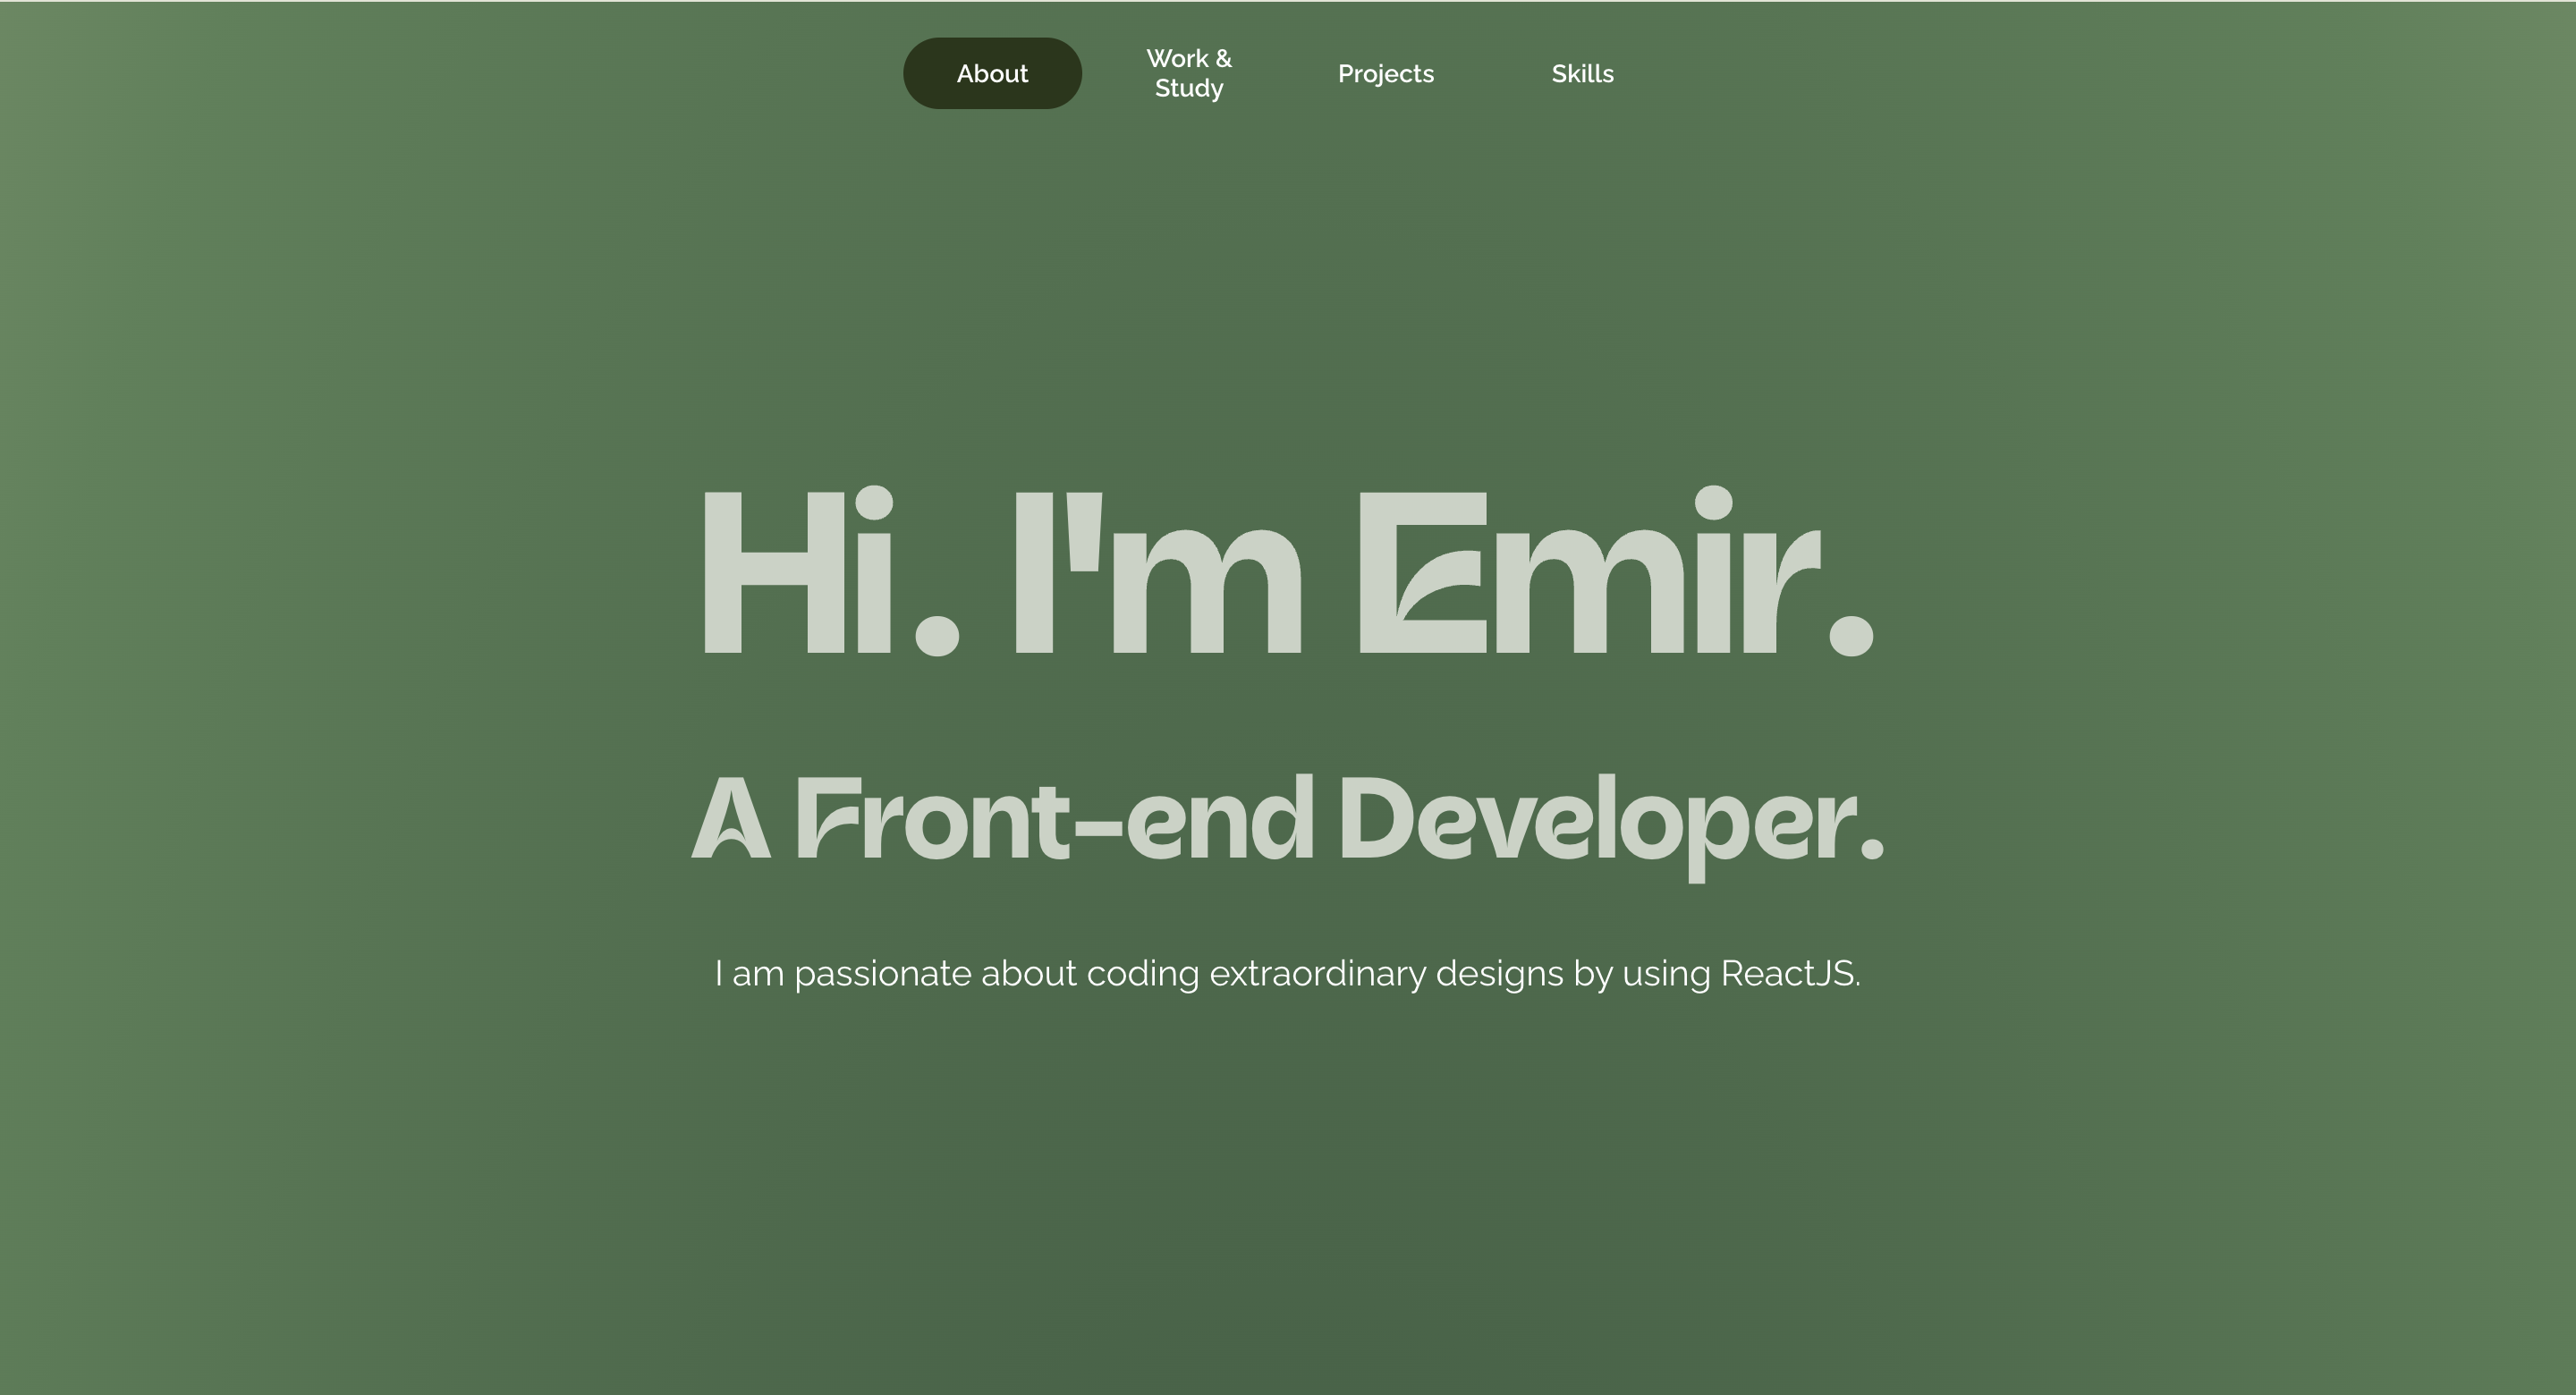 About
Work &
Study
Projects
Skills
Hi. I'm Emir.
A Front-end Developer.
I am passionate about coding extraordinary designs by using ReactJS.